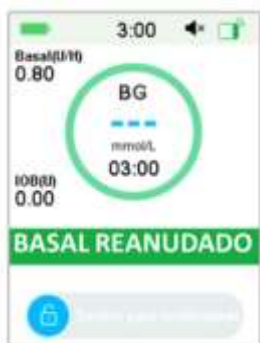 3:00
Basal(U/H)
0.80
BG
---
mmol/L
03:00
IOB(U)
0.00
BASAL REANUDADO